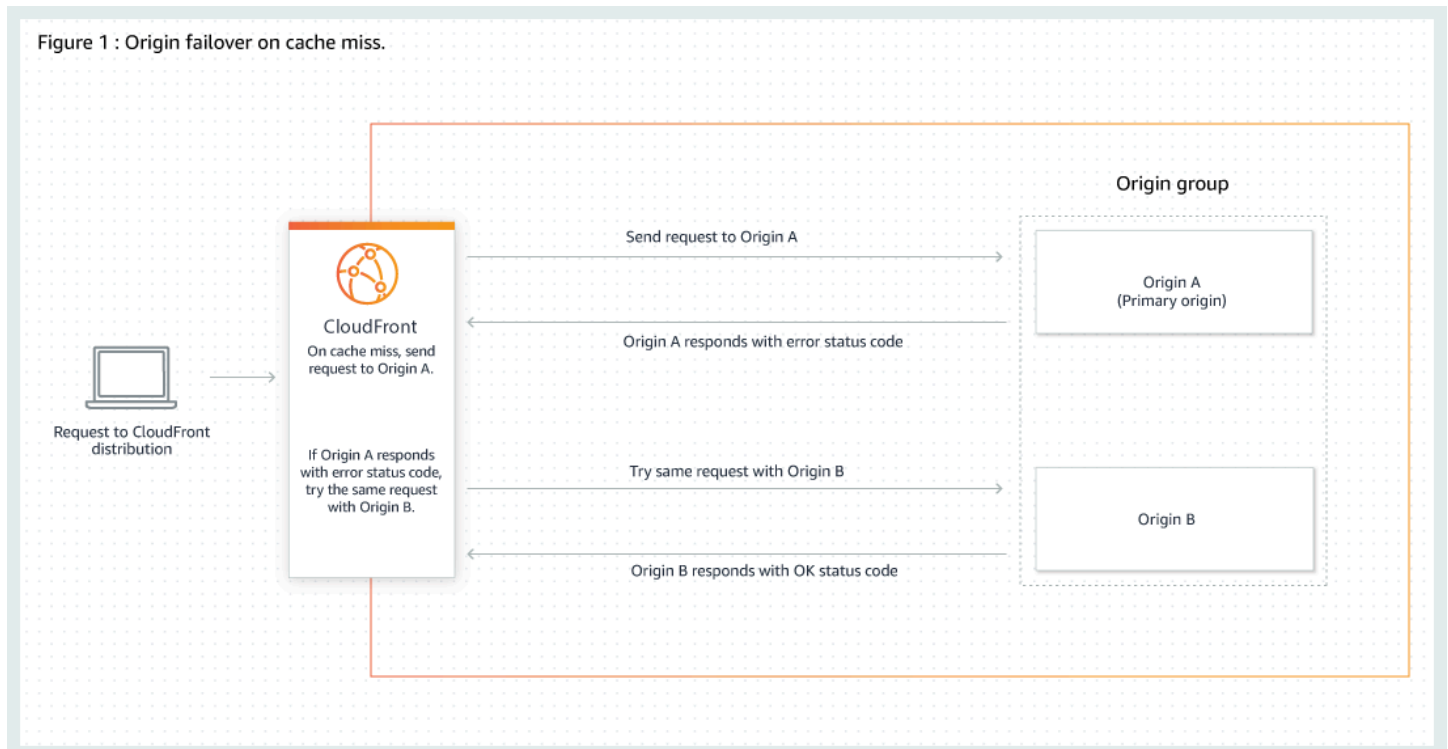 Figure 1 : Origin failover on cache miss.
Origin group
Send request to Origin A
Origin A
(Primary origin)
CloudFront
On cache miss, send
request to Origin A.
Origin A responds with error status code
Request to CloudFront
distribution
If Origin A responds
with error status code,
try the same request
with Origin B.
Try same request with Origin B
Origin B
Origin B responds with OK status code